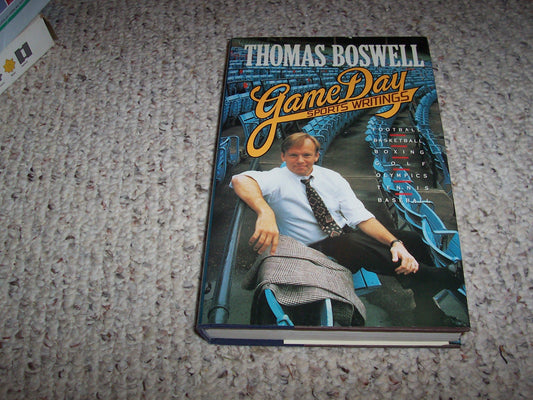 THOMAS BOSWELL
Game Day
SPORTS WRITINGS
FOOTBALL
BASKETBALL
BOXING
GOLF
OLYMPICS
TENNIS
BASEBALL